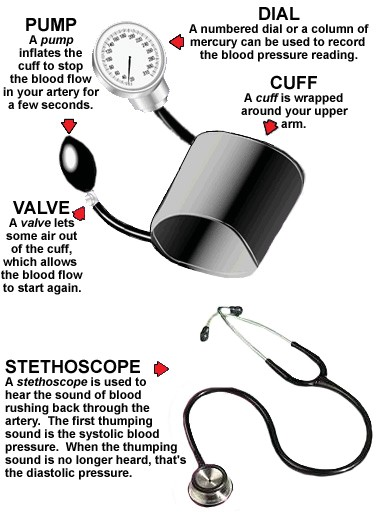 PUMP
A pump
inflates the
cuff to stop
the blood flow
in your artery for
a few seconds.
DIAL
A numbered dial or a column of
mercury can be used to record
the blood pressure reading.
CUFF
A cuff is wrapped
around your upper
arm.
VALVE
A valve lets
some air out
of the cuff,
which allows
the blood flow
to start again.
STETHOSCOPE
A stethoscope is used to
hear the sound of blood
rushing back through the
artery.  The first thumping
sound is the systolic blood
pressure.  When the thumping
sound is no longer heard, that's
the diastolic pressure.